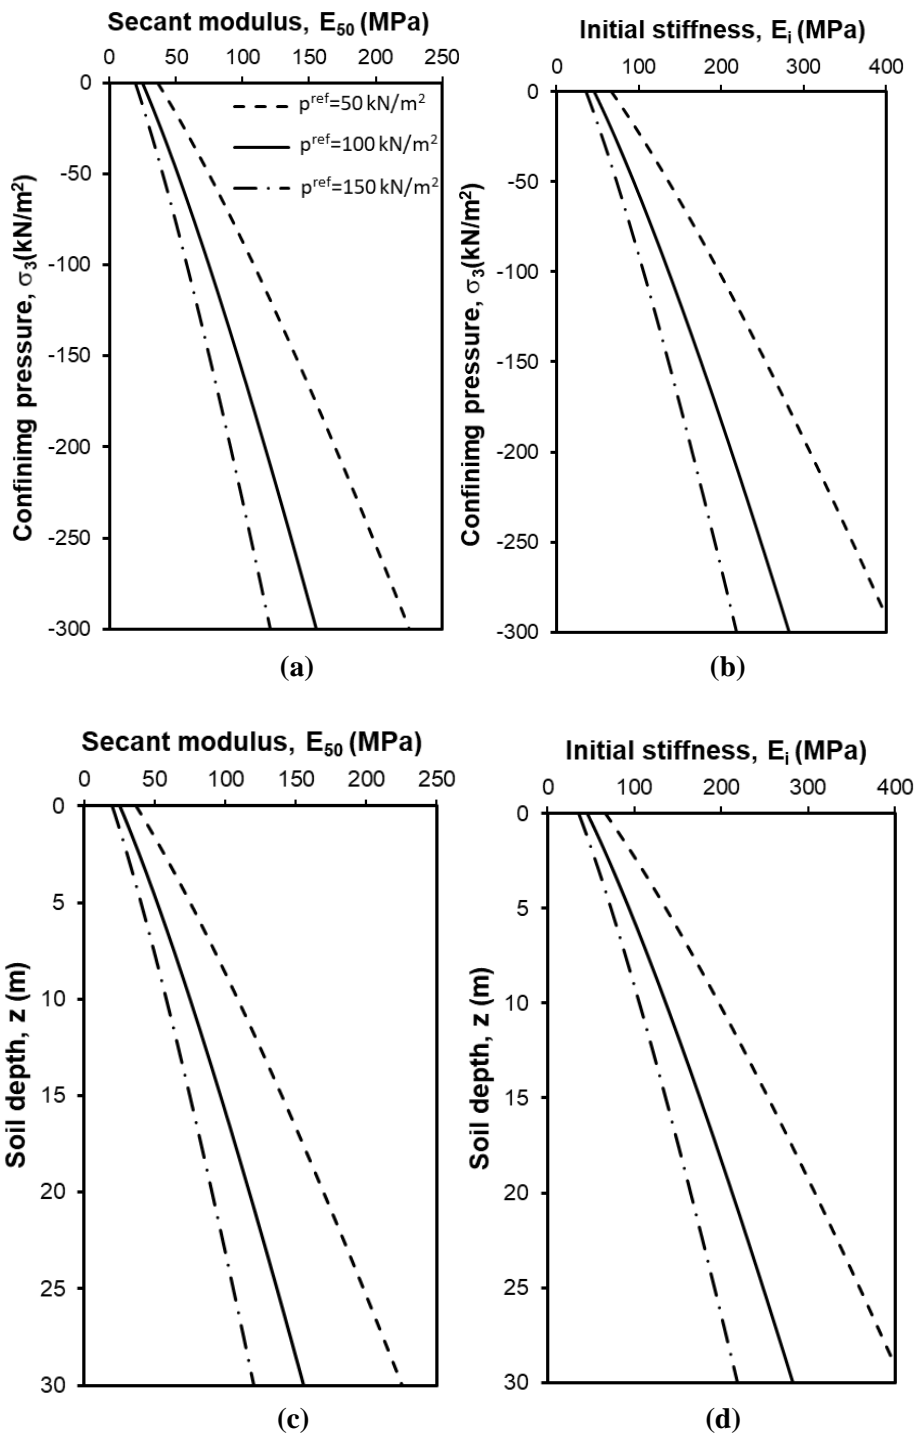 Secant modulus, E50 (MPa)
0 50 100 150 200 250
0
-50
-100
-150
-200
-250
-300
Confinimg pressure, σ3(kN/m²)
pref=50 kN/m²
pref=100 kN/m²
pref=150 kN/m²
(a)
Initial stiffness, Ei (MPa)
0 100 200 300 400
0
-50
-100
-150
-200
-250
-300
Confinimg pressure, σ3(kN/m²)
(b)
Secant modulus, E50 (MPa)
0 50 100 150 200 250
0
5
10
15
20
25
30
Soil depth, z (m)
(c)
Initial stiffness, Ei (MPa)
0 100 200 300 400
0
5
10
15
20
25
30
Soil depth, z (m)
(d)